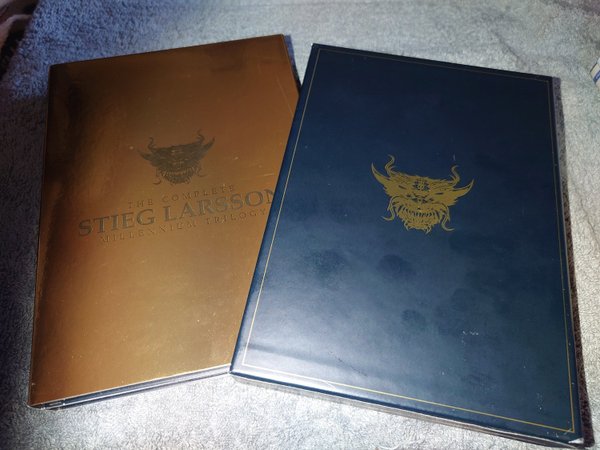 THE COMPLETE
STIEG LARSSON
MILLENNIUM TRILOGY